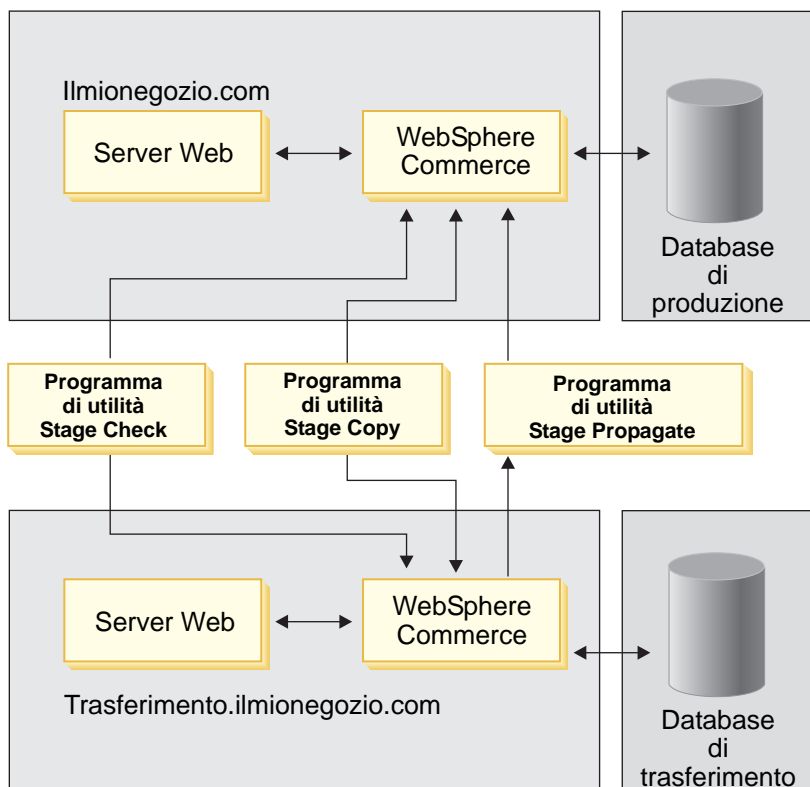 Ilmionegozio.com
Server Web
WebSphere
Commerce
Database
di
produzione
Programma
di utilità
Stage Check
Programma
di utilità
Stage Copy
Programma
di utilità
Stage Propagate
Server Web
WebSphere
Commerce
Trasferimento.ilmionegozio.com
Database
di
trasferimento